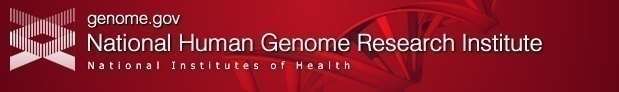 genome.gov
National Human Genome Research Institute
National Institutes of Health